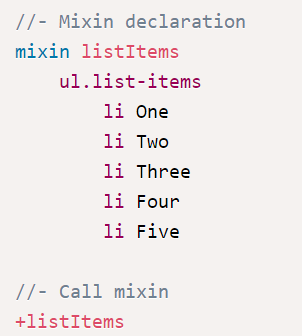 //- Mixin declaration
mixin listItems
    ul.list-items
        li One
        li Two
        li Three
        li Four
        li Five

//- Call mixin
+listItems